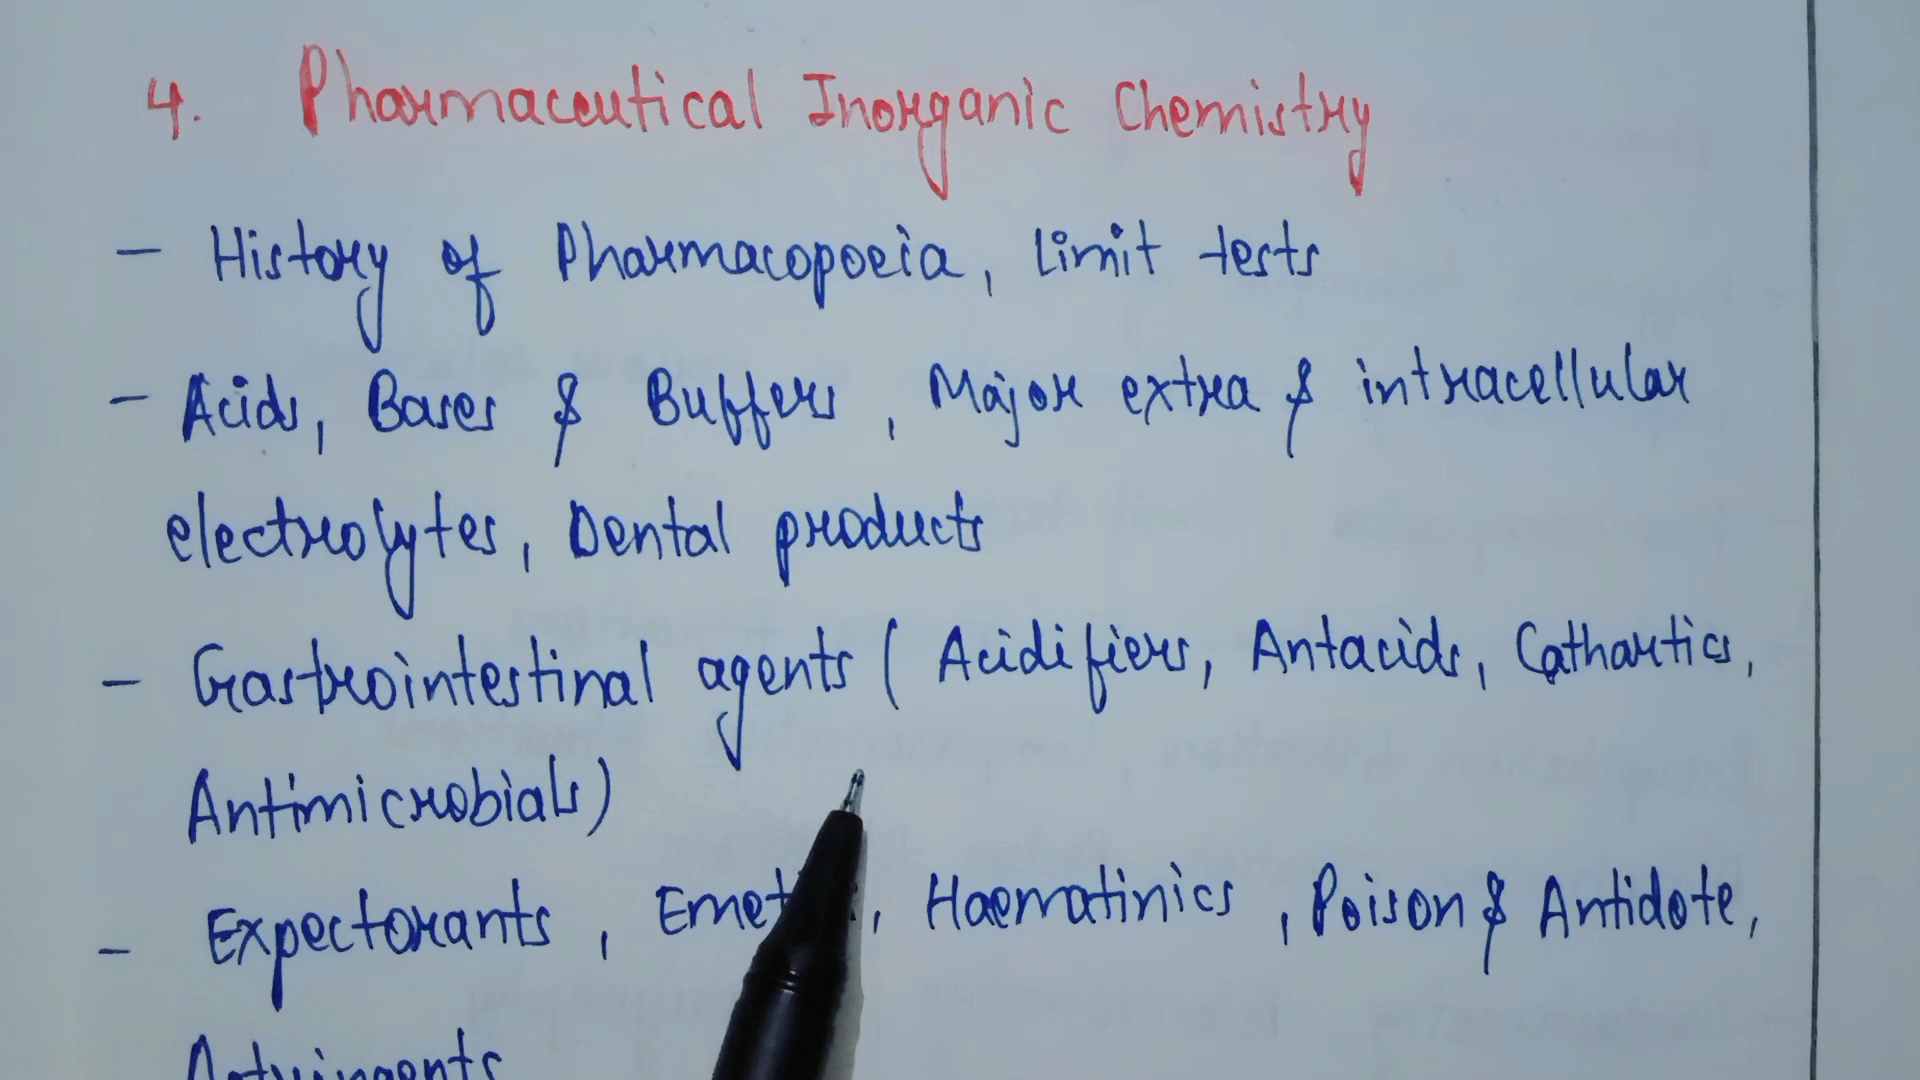 4. Pharmaceutical Inorganic Chemistry
- History of Pharmacopoeia, Limit tests
- Acids, Bases & Buffers, Major extra & intracellular
electrolytes, Dental products
- Gastrointestinal agents (Acidifiers, Antacids, Cathartics,
Antimicrobials)
- Expectorants, , Haematinics, Poison & Antidote,
Astringents